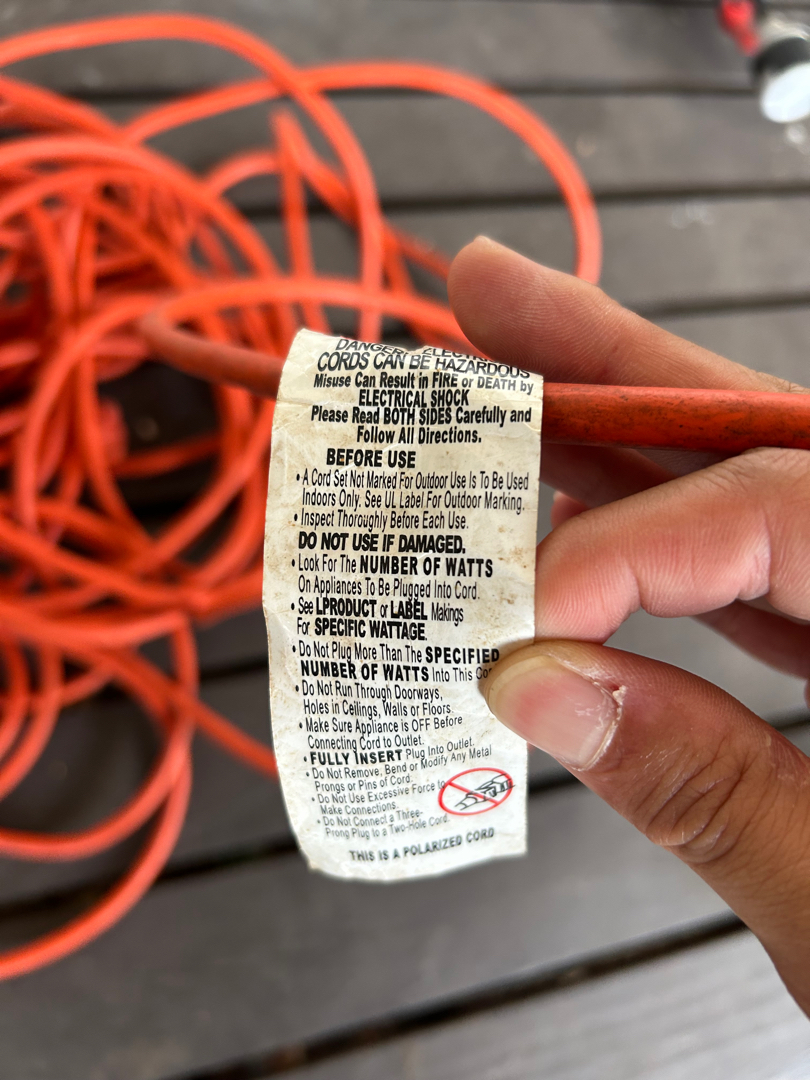 DANGER: ELECTRICAL
CORDS CAN BE HAZARDOUS
Misuse Can Result in FIRE or DEATH by
ELECTRICAL SHOCK
Please Read BOTH SIDES Carefully and
Follow All Directions.
BEFORE USE
• A Cord Set Not Marked For Outdoor Use Is To Be Used
Indoors Only. See UL Label For Outdoor Marking.
• Inspect Thoroughly Before Each Use.
DO NOT USE IF DAMAGED.
• Look For The NUMBER OF WATTS
On Appliances To Be Plugged Into Cord.
• See LPRODUCT or LABEL Makings
For SPECIFIC WATTAGE.
• Do Not Plug More Than The SPECIFIED
NUMBER OF WATTS Into This
• Do Not Run Through Doorways,
Holes in Ceilings, Walls or Floors.
• Make Sure Appliance is OFF Before
Connecting Cord to Outlet.
• FULLY INSERT Plug Into Outlet.
• Do Not Remove, Bend or Modify Any Metal
Prongs or Pins of Cord.
• Do Not Use Excessive Force to
Make Connections.
• Do Not Connect a Three-
Prong Plug to a Two-Hole Cord.
THIS IS A POLARIZED CORD